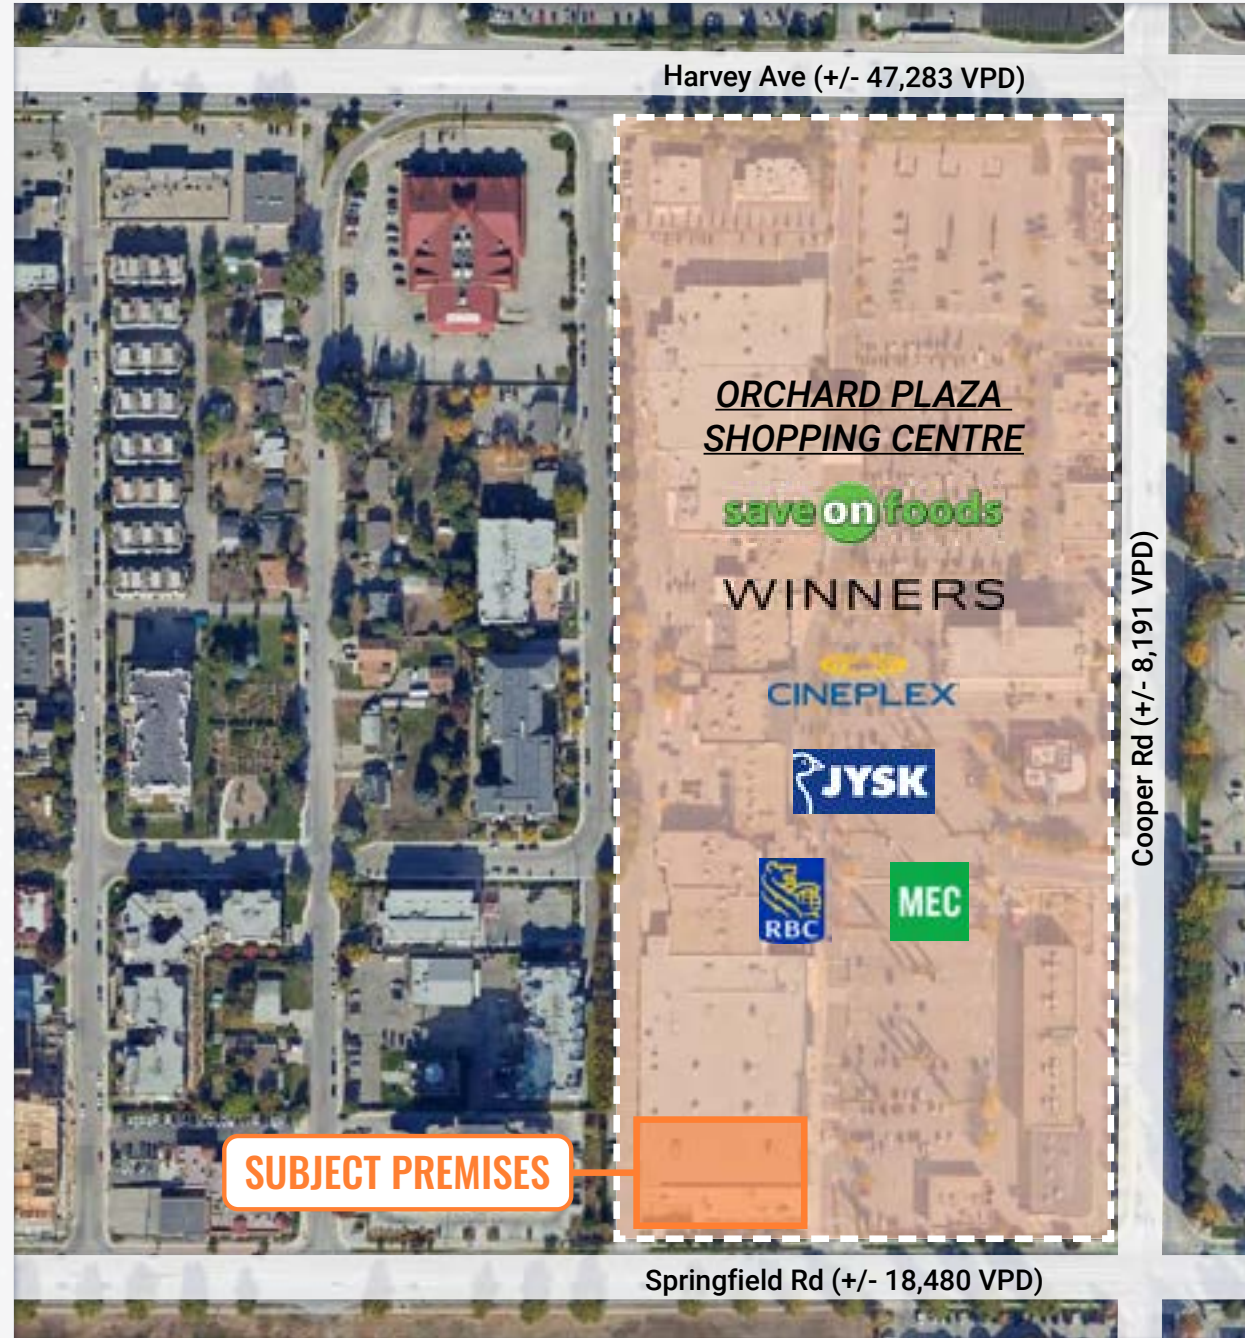 Harvey Ave (+/- 47,283 VPD)
ORCHARD PLAZA
SHOPPING CENTRE
save on foods
WINNERS
CINEPLEX
JYSK
RBC
MEC
Cooper Rd (+/- 8,191 VPD)
SUBJECT PREMISES
Springfield Rd (+/- 18,480 VPD)